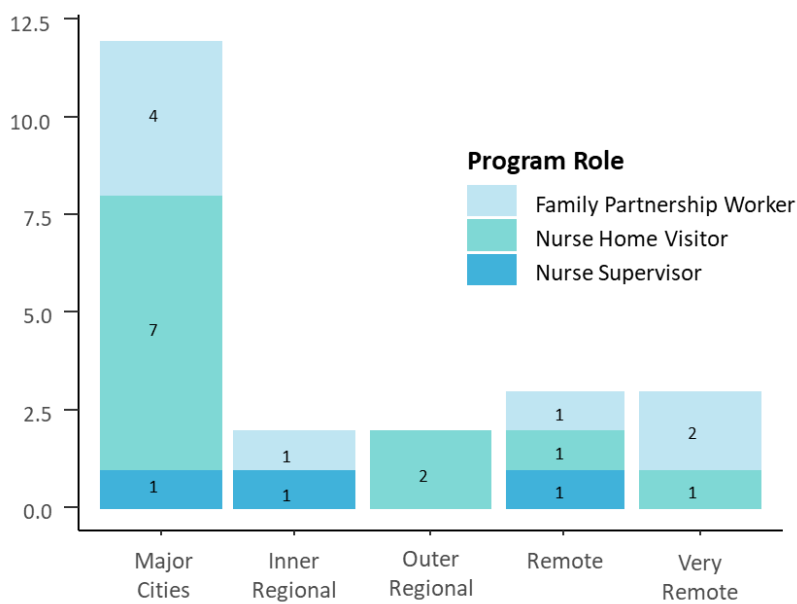 12.5
10.0
7.5
5.0
2.5
0.0
4
7
1
1
1
2
1
1
1
2
1
Program Role
Family Partnership Worker
Nurse Home Visitor
Nurse Supervisor
Major
Cities
Inner
Regional
Outer
Regional
Remote
Very
Remote